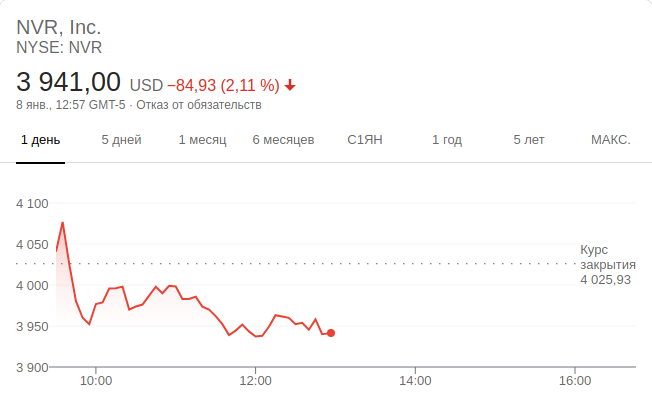 NVR, Inc.
NYSE: NVR
3 941,00 USD −84,93 (2,11 %)
8 янв., 12:57 GMT-5 · Отказ от обязательств
1 день 5 дней 1 месяц 6 месяцев С1ЯН 1 год 5 лет МАКС.
4 100
4 050
4 000
3 950
3 900
Курс
закрытия
4 025,93
10:00 12:00 14:00 16:00